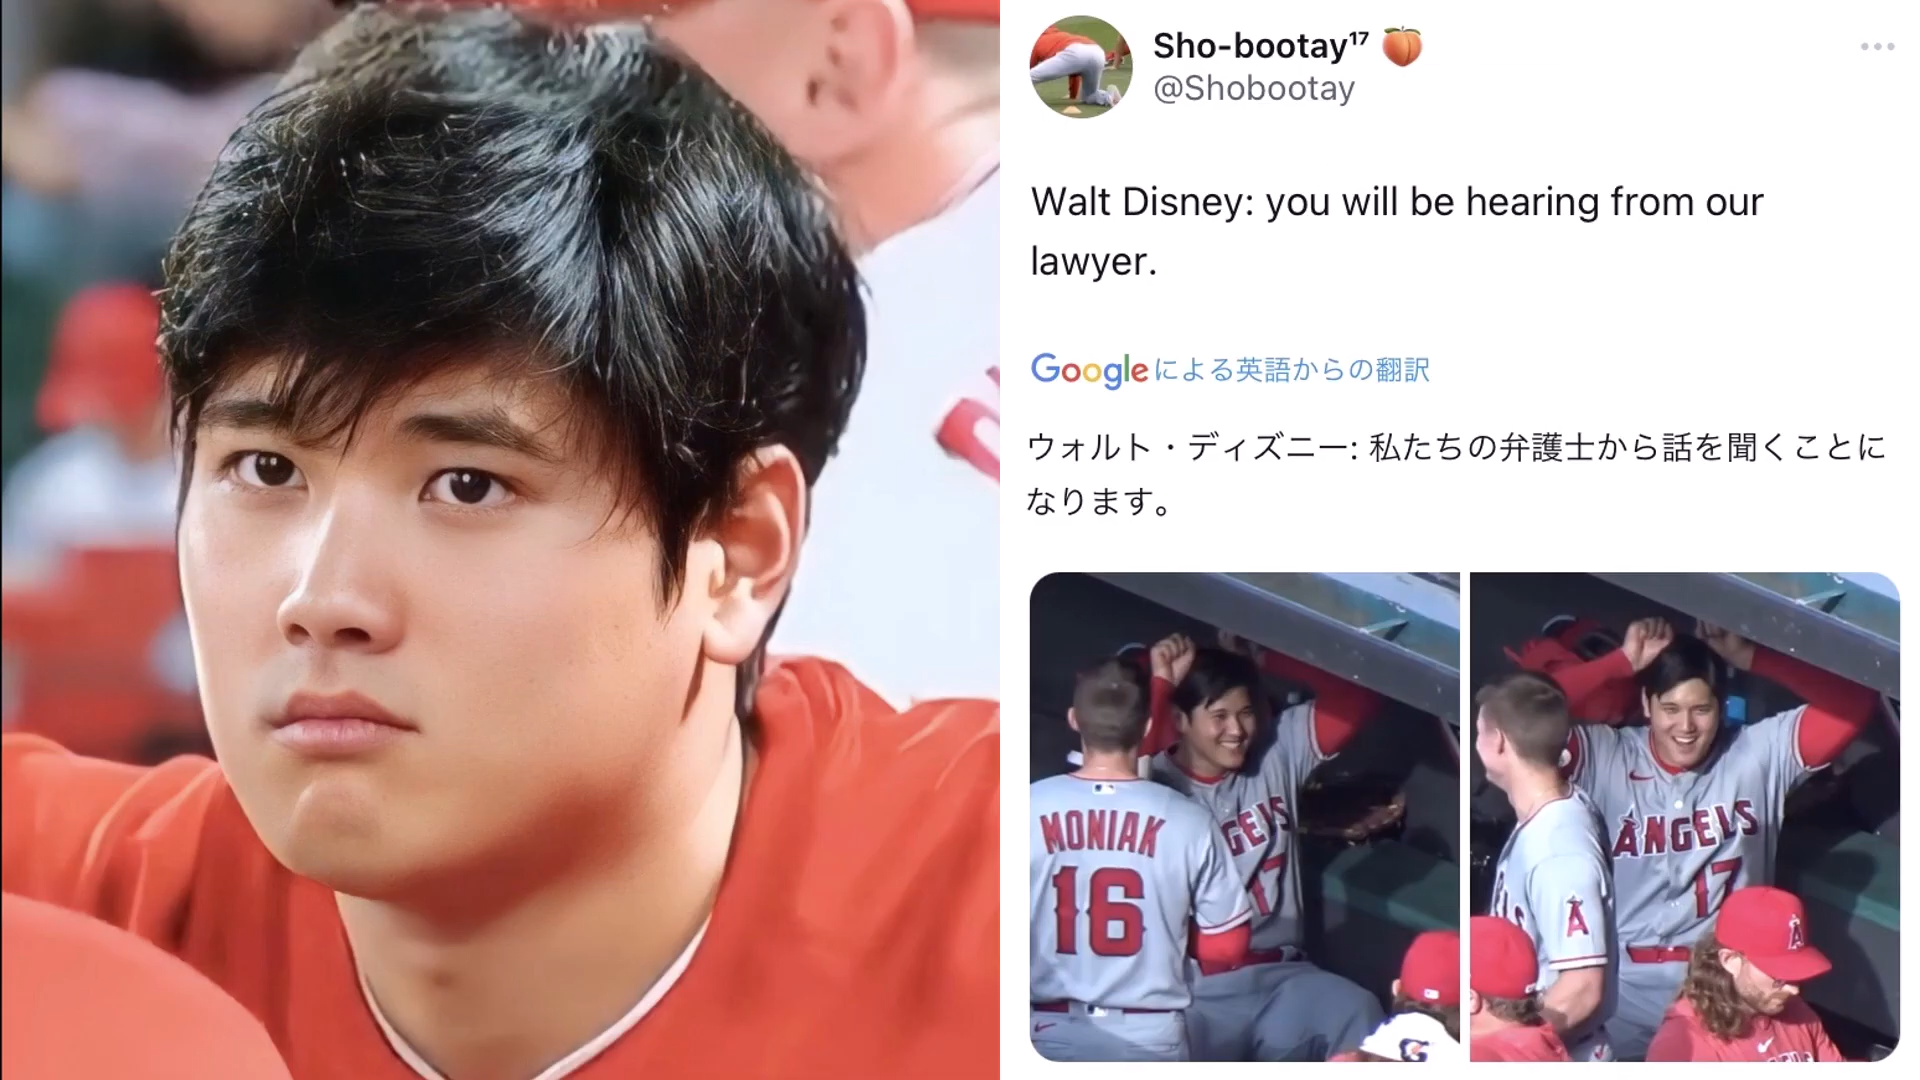 Sho-bootay¹⁷ 🍑
@Shobootay
Walt Disney: you will be hearing from our
lawyer.
Googleによる英語からの翻訳
ウォルト・ディズニー: 私たちの弁護士から話を聞くことに
なります。
MONIAK
16
GELS
17
ANGELS
17
A
A